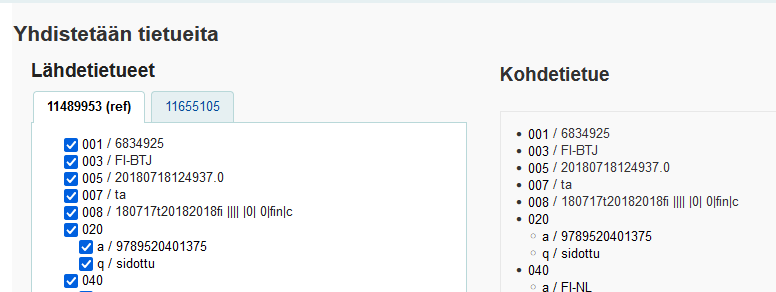 Yhdistetään tietueita
Lähdetietueet
11489953 (ref)
11655105
001 / 6834925
003 / FI-BTJ
005 / 20180718124937.0
007 / ta
008 / 180717t20182018fi |||| |0| 0|fin|c
020
a / 9789520401375
q / sidottu
040
Kohdetietue
001 / 6834925
003 / FI-BTJ
005 / 20180718124937.0
007 / ta
008 / 180717t20182018fi |||| |0| 0|fin|c
020
a / 9789520401375
q / sidottu
040
a / FI-NL